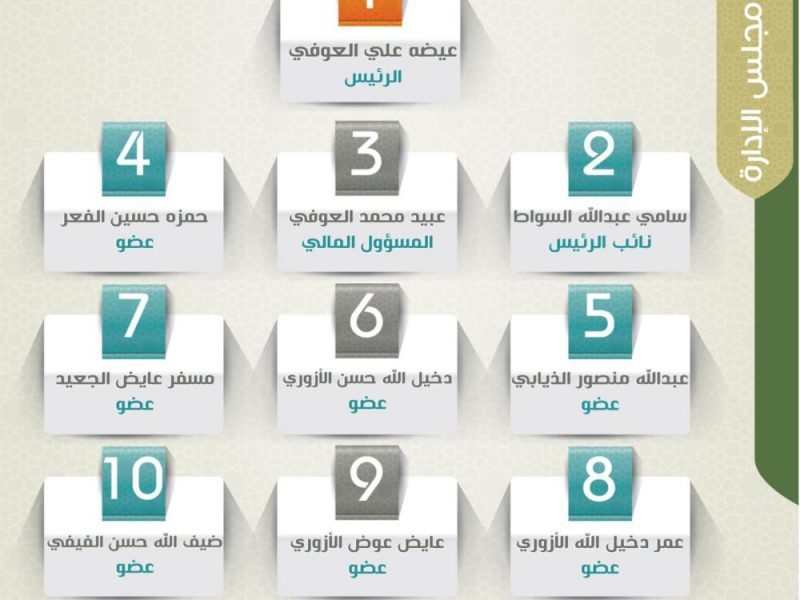 مجلس الإدارة
1
عيضه علي العوفي
الرئيس
2
سامي عبدالله السواط
نائب الرئيس
3
عبيد محمد العوفي
المسؤول المالي
4
حمزه حسين الفعر
عضو
5
عبدالله منصور الذيابي
عضو
6
دخيل الله حسن الأزوري
عضو
7
مسفر عايض الجعيد
عضو
8
عمر دخيل الله الأزوري
عضو
9
عايض عوض الأزوري
عضو
10
ضيف الله حسن الفيفي
عضو